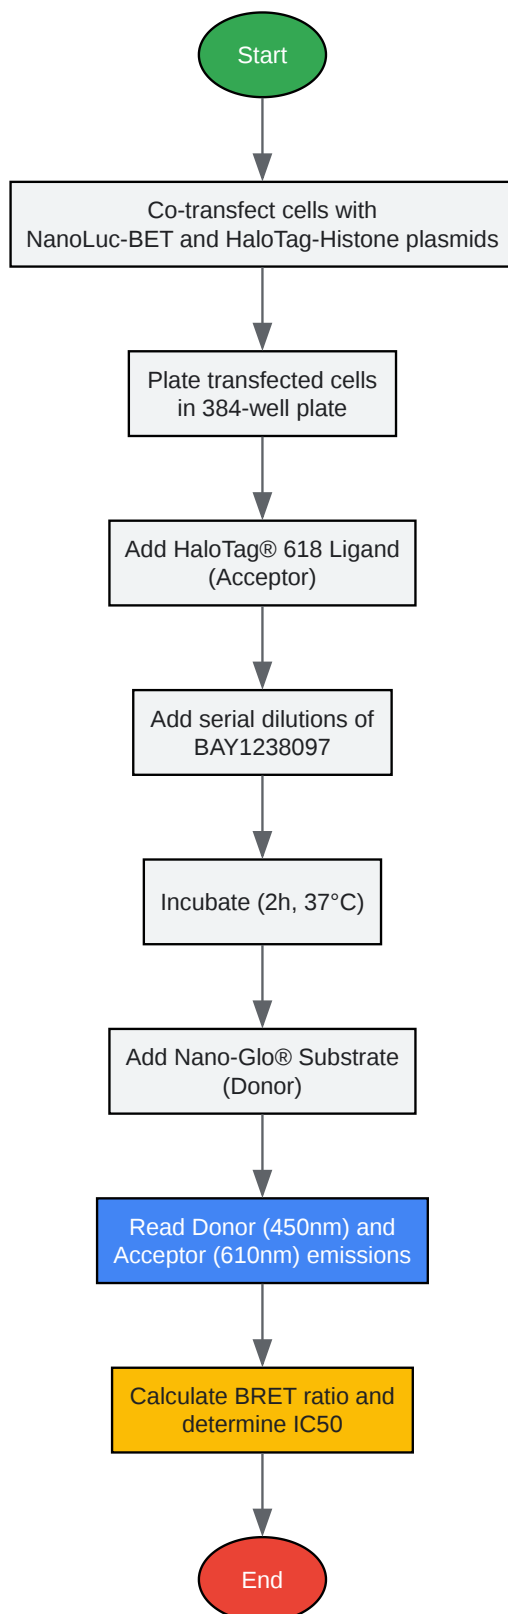 Start
Co-transfect cells with
NanoLuc-BET and HaloTag-Histone plasmids
Plate transfected cells
in 384-well plate
Add HaloTag® 618 Ligand
(Acceptor)
Add serial dilutions of
BAY1238097
Incubate (2h, 37°C)
Add Nano-Glo® Substrate
(Donor)
Read Donor (450nm) and
Acceptor (610nm) emissions
Calculate BRET ratio and
determine IC50
End